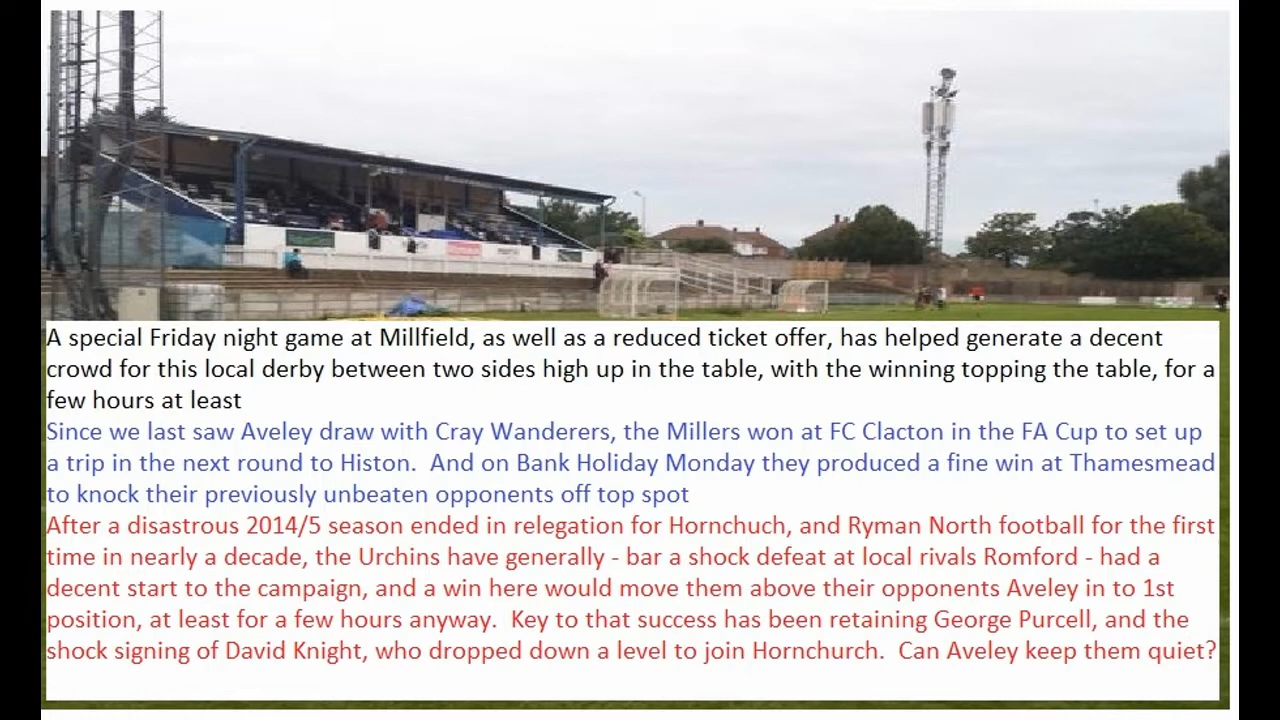 A special Friday night game at Millfield, as well as a reduced ticket offer, has helped generate a decent
crowd for this local derby between two sides high up in the table, with the winning topping the table, for a
few hours at least
Since we last saw Aveley draw with Cray Wanderers, the Millers won at FC Clacton in the FA Cup to set up
a trip in the next round to Histon.  And on Bank Holiday Monday they produced a fine win at Thamesmead
to knock their previously unbeaten opponents off top spot
After a disastrous 2014/5 season ended in relegation for Hornchuch, and Ryman North football for the first
time in nearly a decade, the Urchins have generally - bar a shock defeat at local rivals Romford - had a
decent start to the campaign, and a win here would move them above their opponents Aveley in to 1st
position, at least for a few hours anyway.  Key to that success has been retaining George Purcell, and the
shock signing of David Knight, who dropped down a level to join Hornchurch.  Can Aveley keep them quiet?